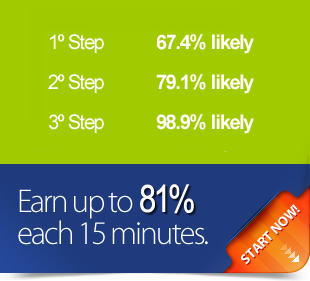 1º Step 67.4% likely
2º Step 79.1% likely
3º Step 98.9% likely
Earn up to 81%
each 15 minutes.
START NOW!